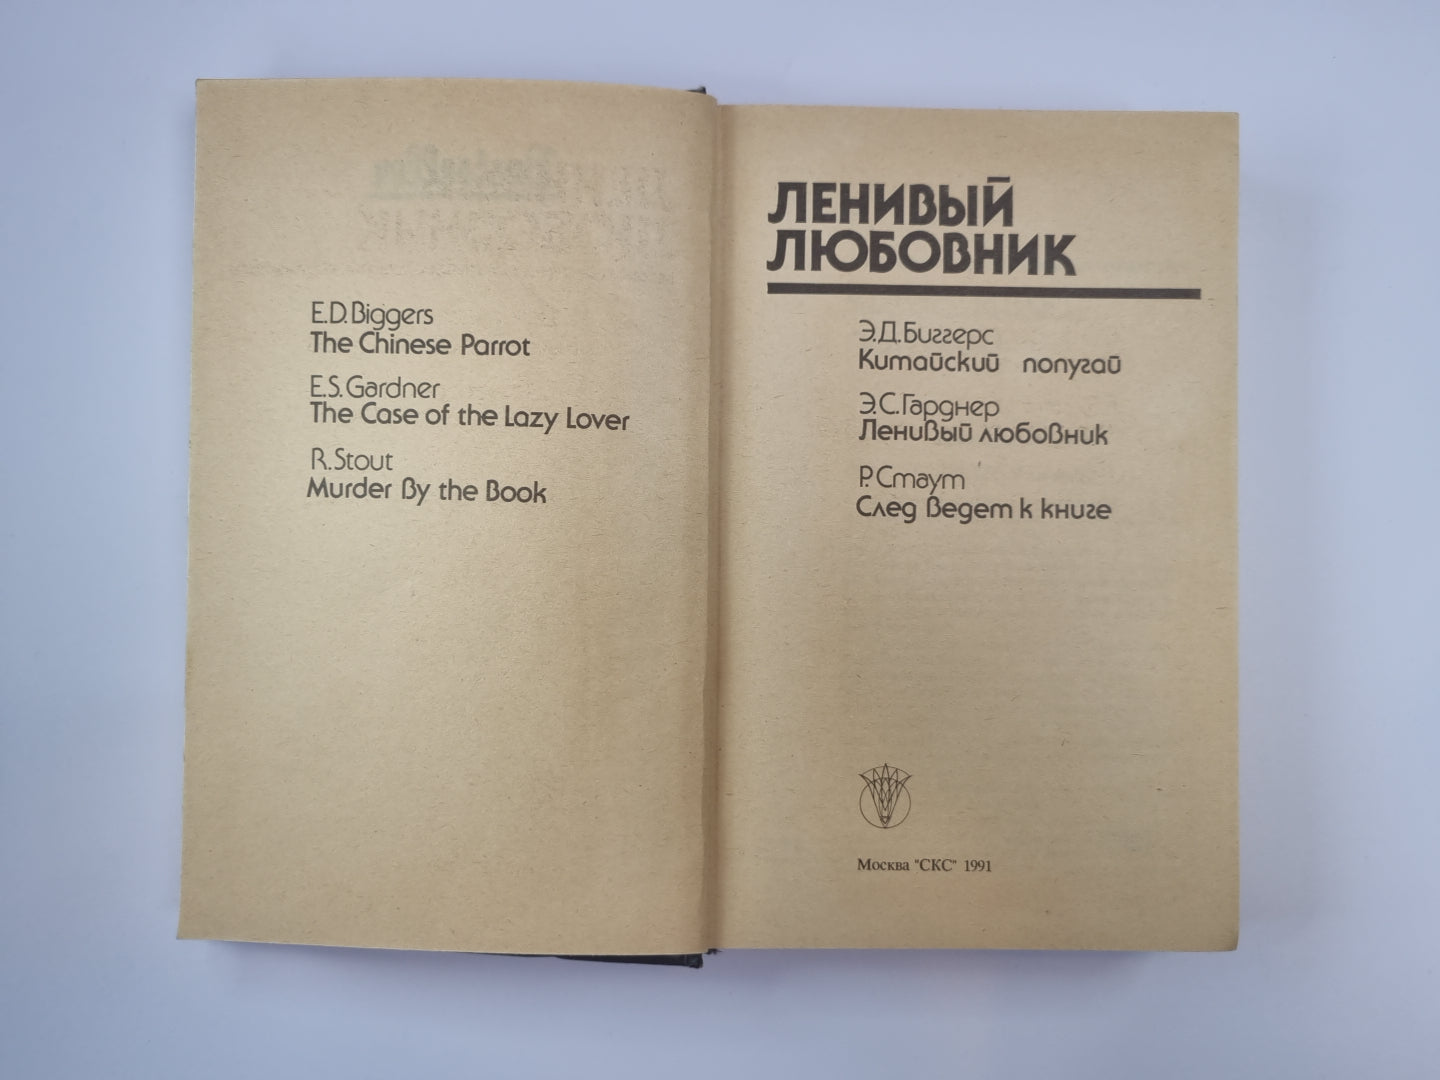 E.D.Biggers
The Chinese Parrot
E.S.Gardner
The Case of the Lazy Lover
R.Stout
Murder By the Book
ЛЕНИВЫЙ
ЛЮБОВНИК
Э.Д.Биггерс
Китайский попугай
Э.С.Гарднер
Ленивый любовник
Р.Стаут
След ведет к книге
Москва "СКС" 1991